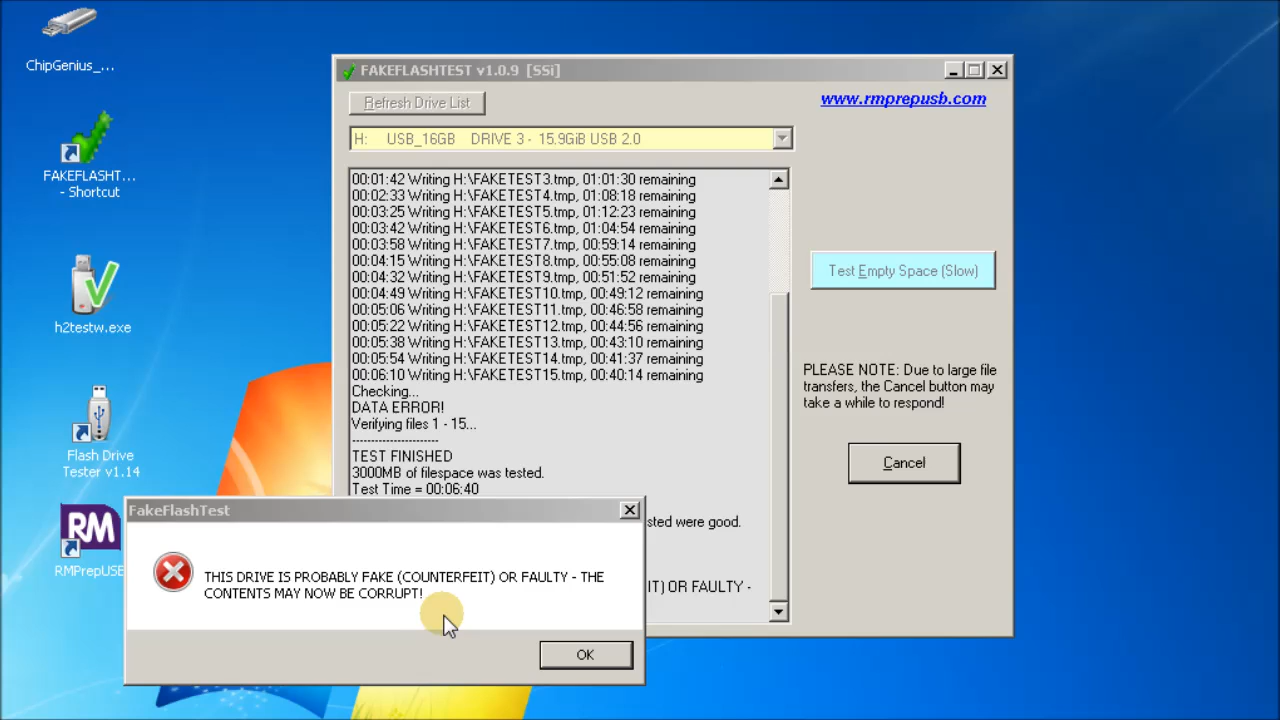 ChipGenius_...
FAKEFLASHT...
- Shortcut
h2testw.exe
Flash Drive
Tester v1.14
RM
RMPrepUSB
FAKEFLASHTEST v1.0.9 [SSi]
Refresh Drive List
www.rmprepusb.com
H: USB_16GB DRIVE 3 - 15.9GiB USB 2.0
00:01:42 Writing H:\FAKETEST3.tmp, 01:01:30 remaining
00:02:33 Writing H:\FAKETEST4.tmp, 01:08:18 remaining
00:03:25 Writing H:\FAKETEST5.tmp, 01:12:23 remaining
00:03:42 Writing H:\FAKETEST6.tmp, 01:04:54 remaining
00:03:58 Writing H:\FAKETEST7.tmp, 00:59:14 remaining
00:04:15 Writing H:\FAKETEST8.tmp, 00:55:08 remaining
00:04:32 Writing H:\FAKETEST9.tmp, 00:51:52 remaining
00:04:49 Writing H:\FAKETEST10.tmp, 00:49:12 remaining
00:05:06 Writing H:\FAKETEST11.tmp, 00:46:58 remaining
00:05:22 Writing H:\FAKETEST12.tmp, 00:44:56 remaining
00:05:38 Writing H:\FAKETEST13.tmp, 00:43:10 remaining
00:05:54 Writing H:\FAKETEST14.tmp, 00:41:37 remaining
00:06:10 Writing H:\FAKETEST15.tmp, 00:40:14 remaining
Checking...
DATA ERROR!
Verifying files 1 - 15...
----------------------
TEST FINISHED
3000MB of filespace was tested.
Test Time = 00:06:40
sted were good.
IT) OR FAULTY -
Test Empty Space (Slow)
PLEASE NOTE: Due to large file
transfers, the Cancel button may
take a while to respond!
Cancel
FakeFlashTest
THIS DRIVE IS PROBABLY FAKE (COUNTERFEIT) OR FAULTY - THE
CONTENTS MAY NOW BE CORRUPT!
OK